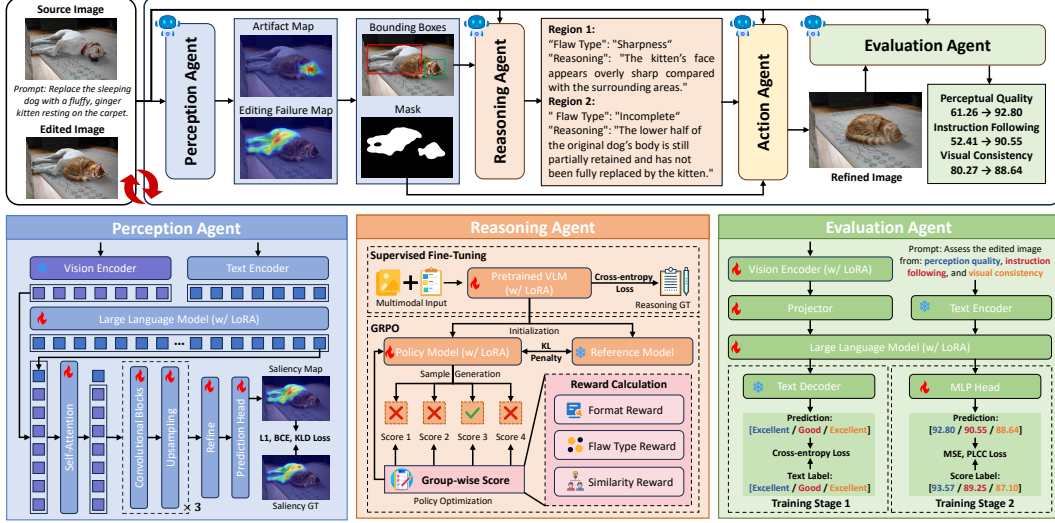 Source Image
Prompt: Replace the sleeping
dog with a fluffy, ginger
kitten resting on the carpet.
Edited Image
Perception Agent
Artifact Map
Editing Failure Map
Bounding Boxes
Mask
Reasoning Agent
Region 1:
"Flaw Type": "Sharpness"
"Reasoning": "The kitten's face
appears overly sharp compared
with the surrounding areas."
Region 2:
" Flaw Type": "Incomplete"
"Reasoning": "The lower half of
the original dog's body is still
partially retained and has not
been fully replaced by the kitten."
Action Agent
Refined Image
Evaluation Agent
Perceptual Quality
61.26 → 92.80
Instruction Following
52.41 → 90.55
Visual Consistency
80.27 → 88.64
Perception Agent
Vision Encoder
Text Encoder
Large Language Model (w/ LoRA)
...
Self-Attention
Convolutional Blocks
Upsampling
× 3
Refine
Prediction Head
Saliency Map
L1, BCE, KLD Loss
Saliency GT
Reasoning Agent
Supervised Fine-Tuning
Multimodal Input
Pretrained VLM
(w/ LoRA)
Cross-entropy
Loss
Reasoning GT
GRPO
Initialization
Policy Model (w/ LoRA)
KL
Penalty
Reference Model
Sample Generation
Score 1
Score 2
Score 3
Score 4
Group-wise Score
Policy Optimization
Reward Calculation
Format Reward
Flaw Type Reward
Similarity Reward
Evaluation Agent
Prompt: Assess the edited image
from: perception quality, instruction
following, and visual consistency
Vision Encoder (w/ LoRA)
Projector
Text Encoder
Large Language Model (w/ LoRA)
Text Decoder
Prediction:
[Excellent / Good / Excellent]
Cross-entropy Loss
Text Label:
[Excellent / Good / Excellent]
Training Stage 1
MLP Head
Prediction:
[92.80 / 90.55 / 88.64]
MSE, PLCC Loss
Score Label:
[93.57 / 89.25 / 87.10]
Training Stage 2